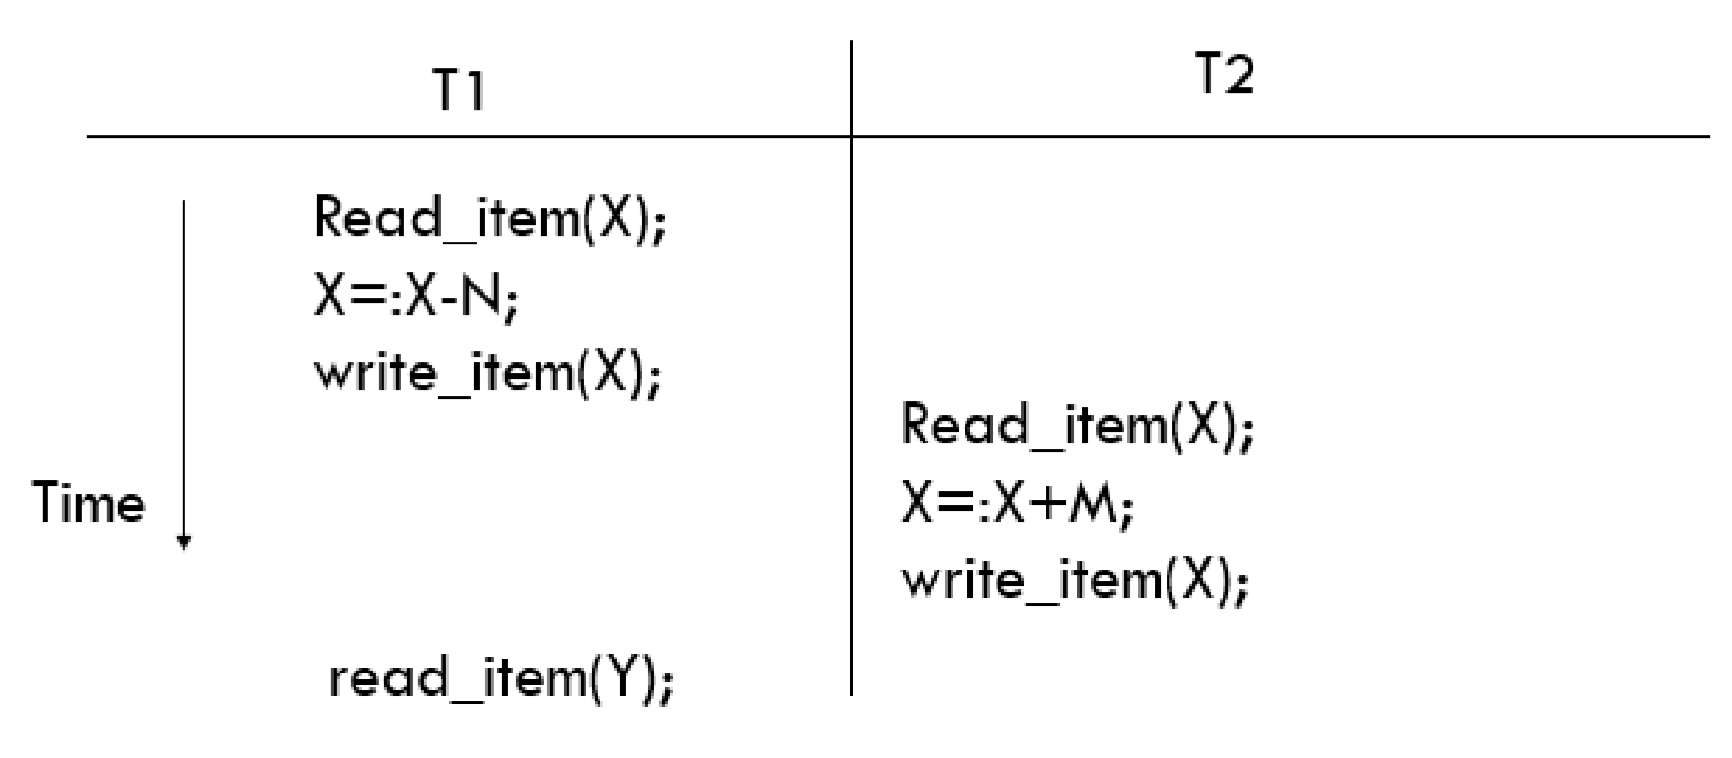 T1
T2
Read_item(X);
X=:X-N;
write_item(X);
Read_item(X);
Time
X=:X+M;
write_item(X);
read_item(Y);